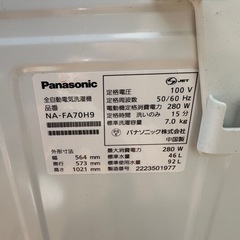 Panasonic
全自動電気洗濯機
品番
NA-FA70H9
外形寸法
幅 564 mm
奥行 573 mm
高さ 1021 mm
JET
定格電圧 100 V
定格周波数 50/60 Hz
電動機定格消費電力 280 W
定格時間 洗いのみ 15 分
標準洗濯容量 7.0 kg
パナソニック株式会社
中国製
最大消費電力 280 W
標準水量 46 L
標準使用水量 92 L
製造番号 2223501977